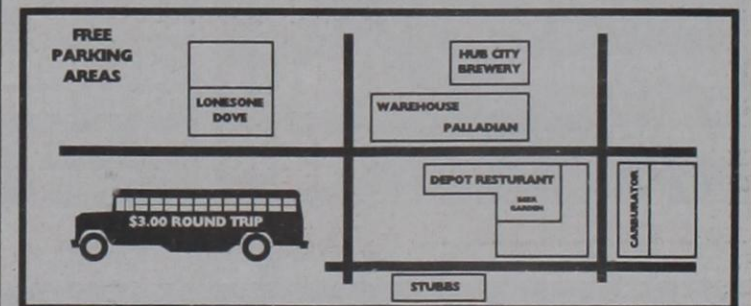 FREE
PARKING
AREAS
LONESONE
DOVE
HUB CITY
BREWERY
WAREHOUSE
PALLADIAN
DEPOT RESTURANT
BEER
GARDEN
CARBURATOR
$3.00 ROUND TRIP
STUBBS